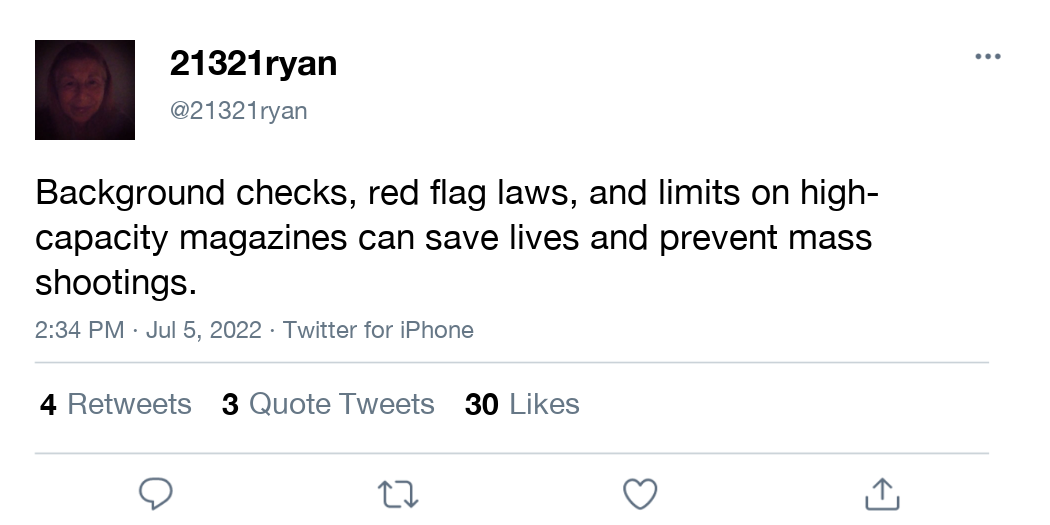 21321ryan
@21321ryan
Background checks, red flag laws, and limits on high-
capacity magazines can save lives and prevent mass
shootings.
2:34 PM · Jul 5, 2022 · Twitter for iPhone
4 Retweets 3 Quote Tweets 30 Likes